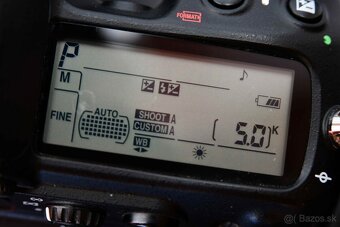 FORMAT
P
M
FINE
AUTO
SHOOT A
CUSTOM A
WB
[ 5.0 ] K
© Bazos.sk